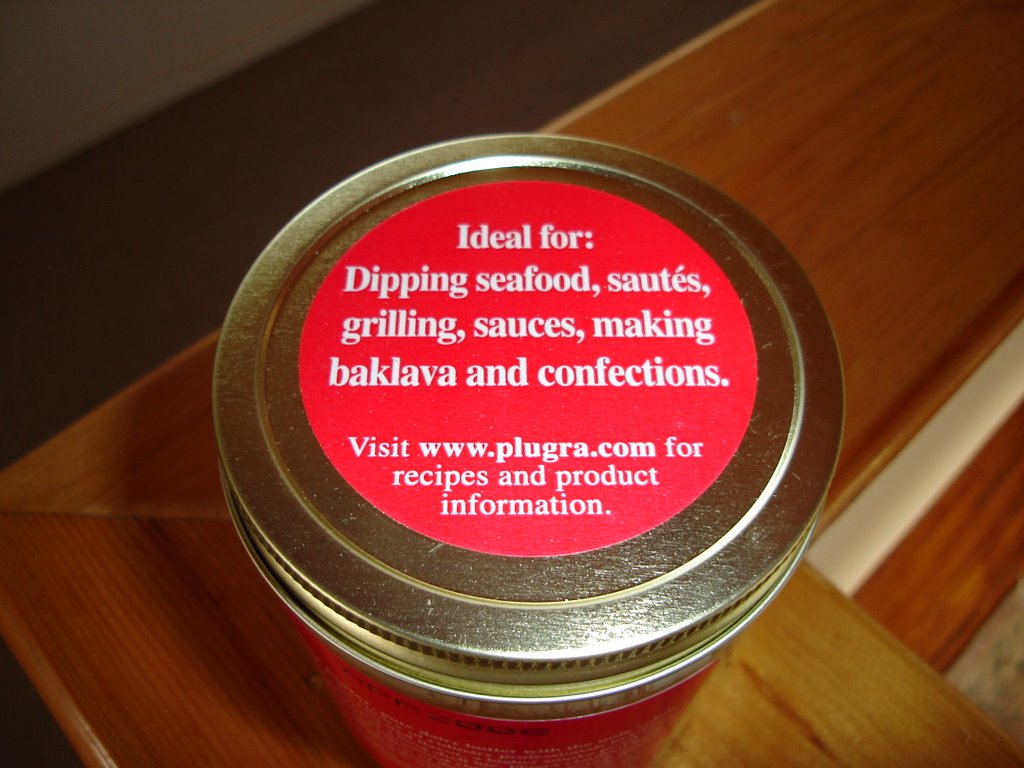 Ideal for:
Dipping seafood, sautés,
grilling, sauces, making
baklava and confections.
Visit www.plugra.com for
recipes and product
information.